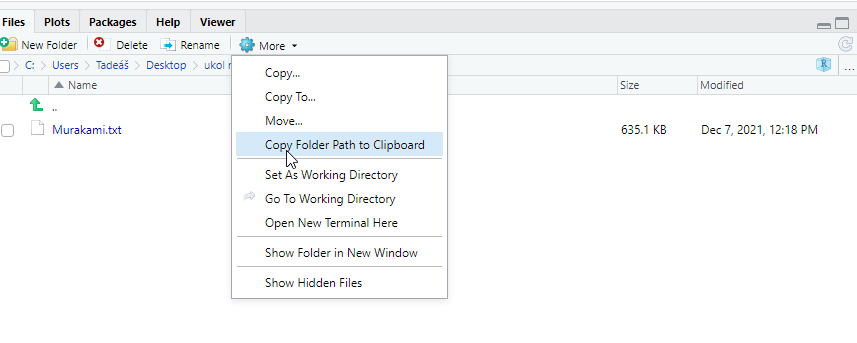 Files Plots Packages Help Viewer
New Folder Delete Rename More
C: Users Tadeáš Desktop ukol
Name Size Modified
..
Murakami.txt 635.1 KB Dec 7, 2021, 12:18 PM
Copy...
Copy To...
Move...
Copy Folder Path to Clipboard
Set As Working Directory
Go To Working Directory
Open New Terminal Here
Show Folder in New Window
Show Hidden Files